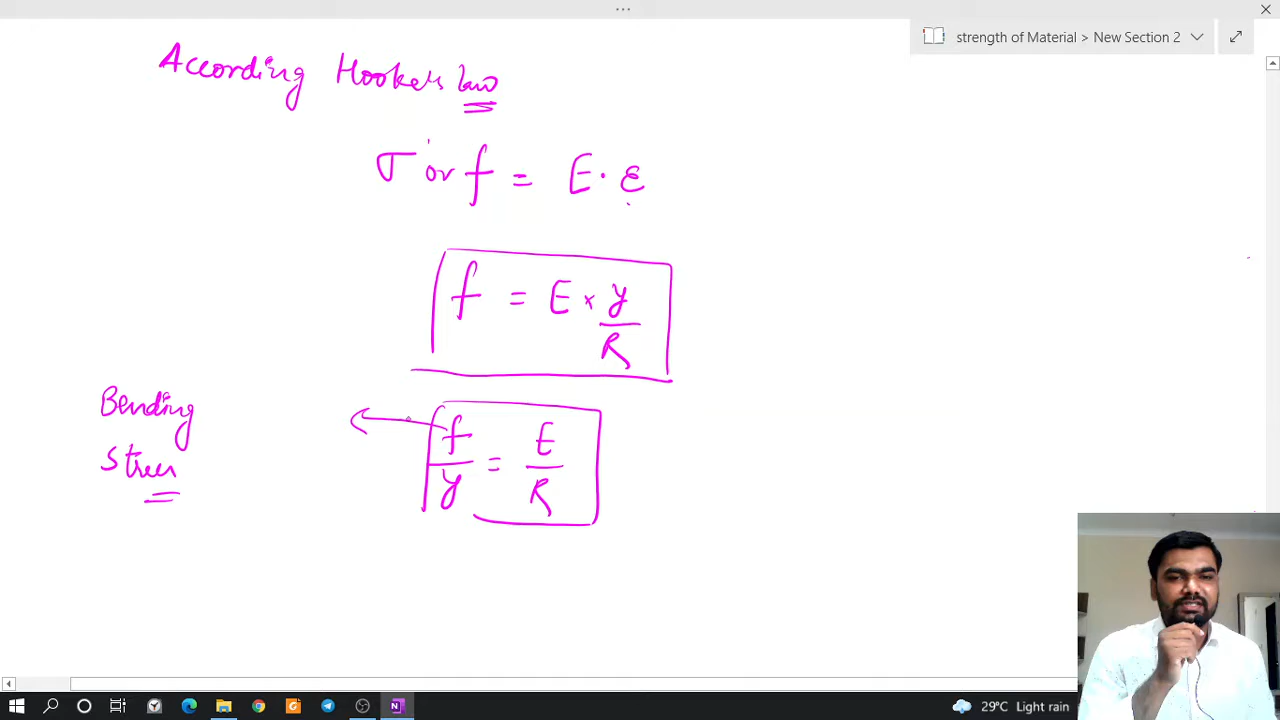 strength of Material > New Section 2
According Hooke's law
σ or f = E · ε
f = E × y/R
Bending
Stress
f/y = E/R
29°C Light rain